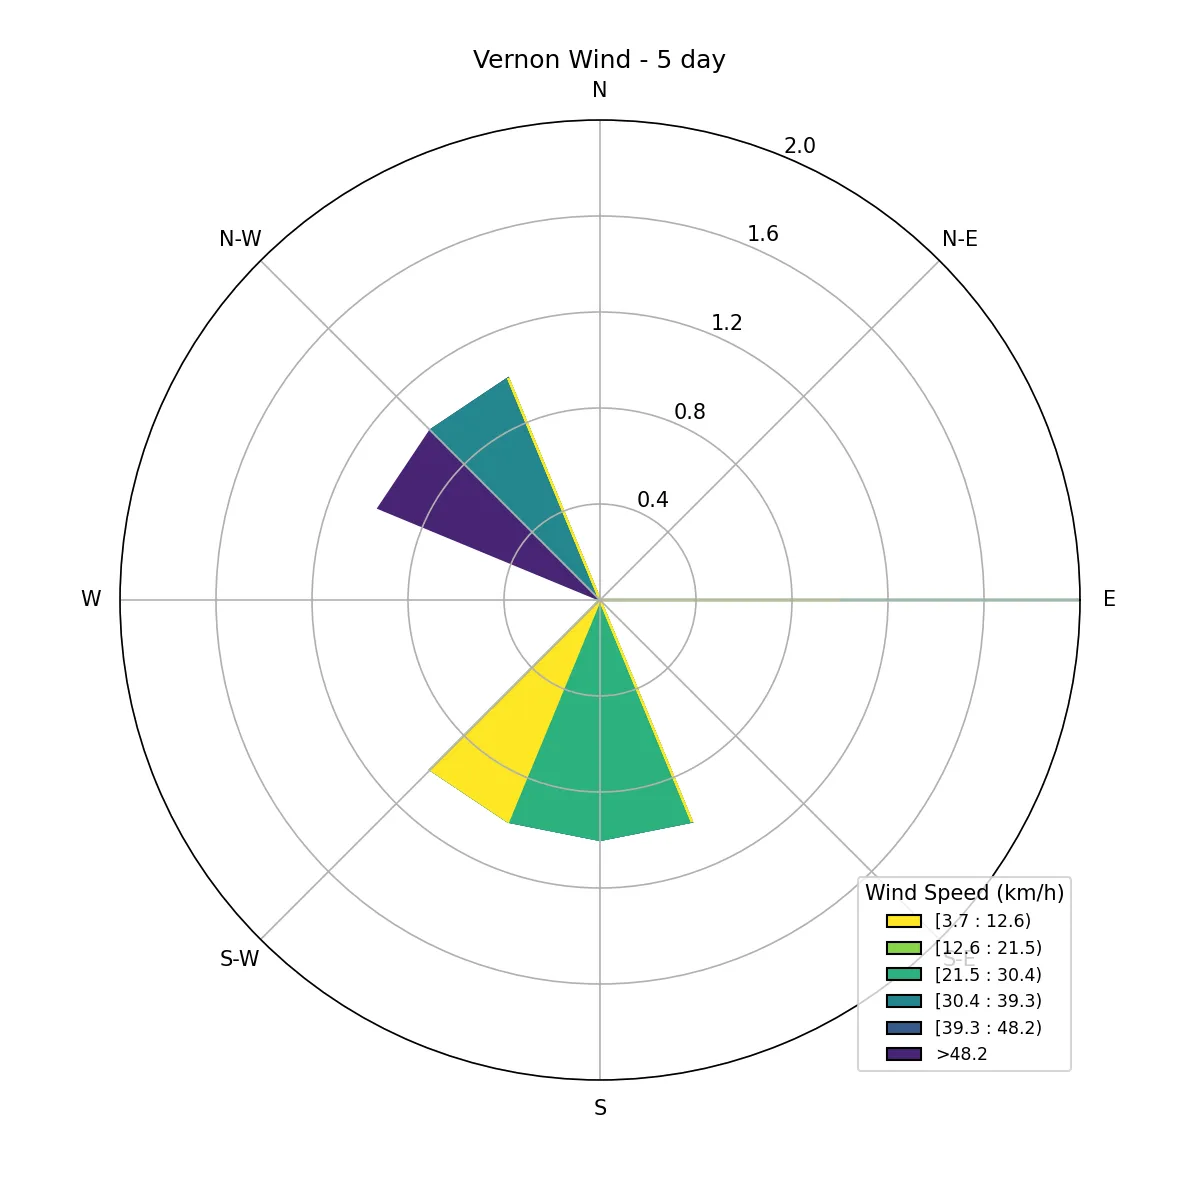 Vernon Wind - 5 day
N
2.0
N-W
1.6
N-E
1.2
0.8
0.4
W
E
Wind Speed (km/h)
[3.7 : 12.6)
[12.6 : 21.5)
S-W
S-E
[21.5 : 30.4)
[30.4 : 39.3)
[39.3 : 48.2)
>48.2
S